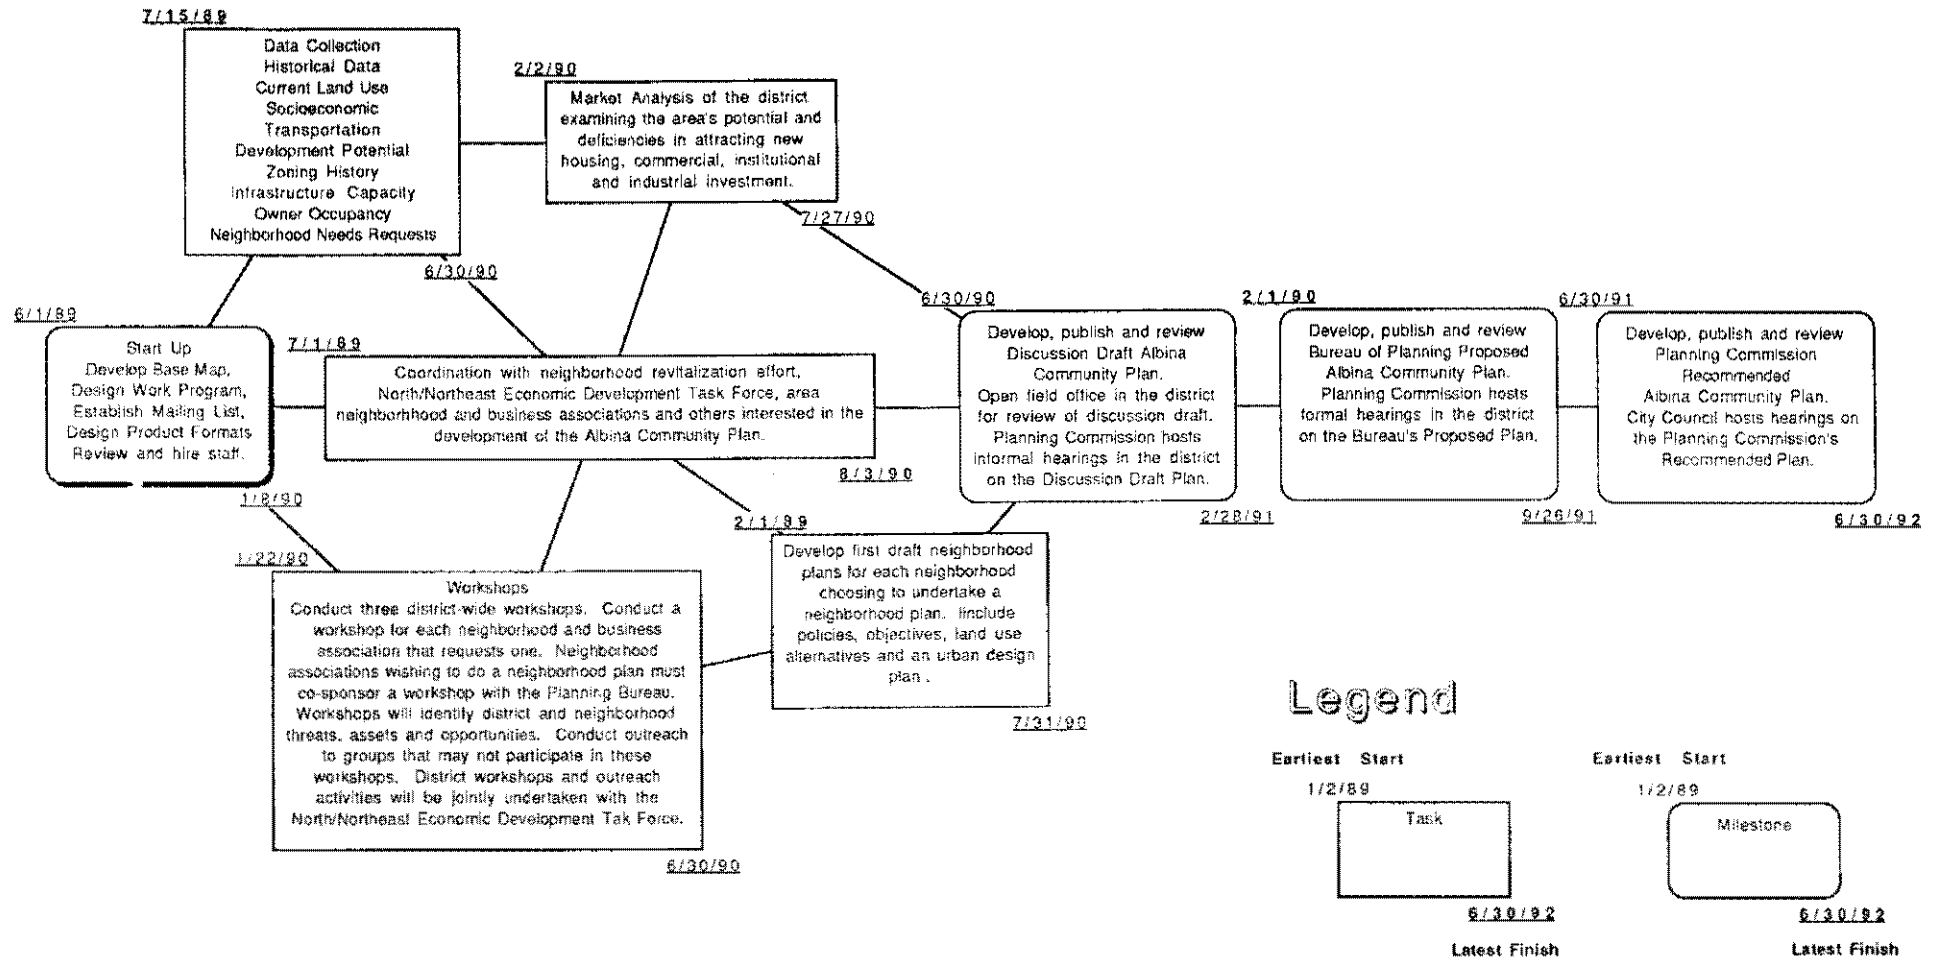 7/15/89
Data Collection
Historical Data
Current Land Use
Socioeconomic
Transportation
Development Potential
Zoning History
Infrastructure Capacity
Owner Occupancy
Neighborhood Needs Requests
6/30/90
2/2/90
Market Analysis of the district
examining the area's potential and
deficiencies in attracting new
housing, commercial, institutional
and industrial investment.
7/27/90
6/1/89
Start Up
Develop Base Map,
Design Work Program,
Establish Mailing List,
Design Product Formats
Review and hire staff.
1/8/90
7/1/89
Coordination with neighborhood revitalization effort,
North/Northeast Economic Development Task Force, area
neighborhhood and business associations and others interested in the
development of the Albina Community Plan.
8/3/90
6/30/90
Develop, publish and review
Discussion Draft Albina
Community Plan.
Open field office in the district
for review of discussion draft.
Planning Commission hosts
informal hearings in the district
on the Discussion Draft Plan.
2/28/91
2/1/90
Develop, publish and review
Bureau of Planning Proposed
Albina Community Plan.
Planning Commission hosts
formal hearings in the district
on the Bureau's Proposed Plan.
9/26/91
6/30/91
Develop, publish and review
Planning Commission
Recommended
Albina Community Plan.
City Council hosts hearings on
the Planning Commission's
Recommended Plan.
6/30/92
1/22/90
Workshops
Conduct three district-wide workshops. Conduct a
workshop for each neighborhood and business
association that requests one. Neighborhood
associations wishing to do a neighborhood plan must
co-sponsor a workshop with the Planning Bureau.
Workshops will identify district and neighborhood
threats, assets and opportunities. Conduct outreach
to groups that may not participate in these
workshops. District workshops and outreach
activities will be jointly undertaken with the
North/Northeast Economic Development Tak Force.
6/30/90
2/1/89
Develop first draft neighborhood
plans for each neighborhood
choosing to undertake a
neighborhood plan. Iinclude
policies, objectives, land use
alternatives and an urban design
plan .
7/31/90
Legend
Earliest Start
1/2/89
Task
6/30/92
Latest Finish
Earliest Start
1/2/89
Milestone
6/30/92
Latest Finish